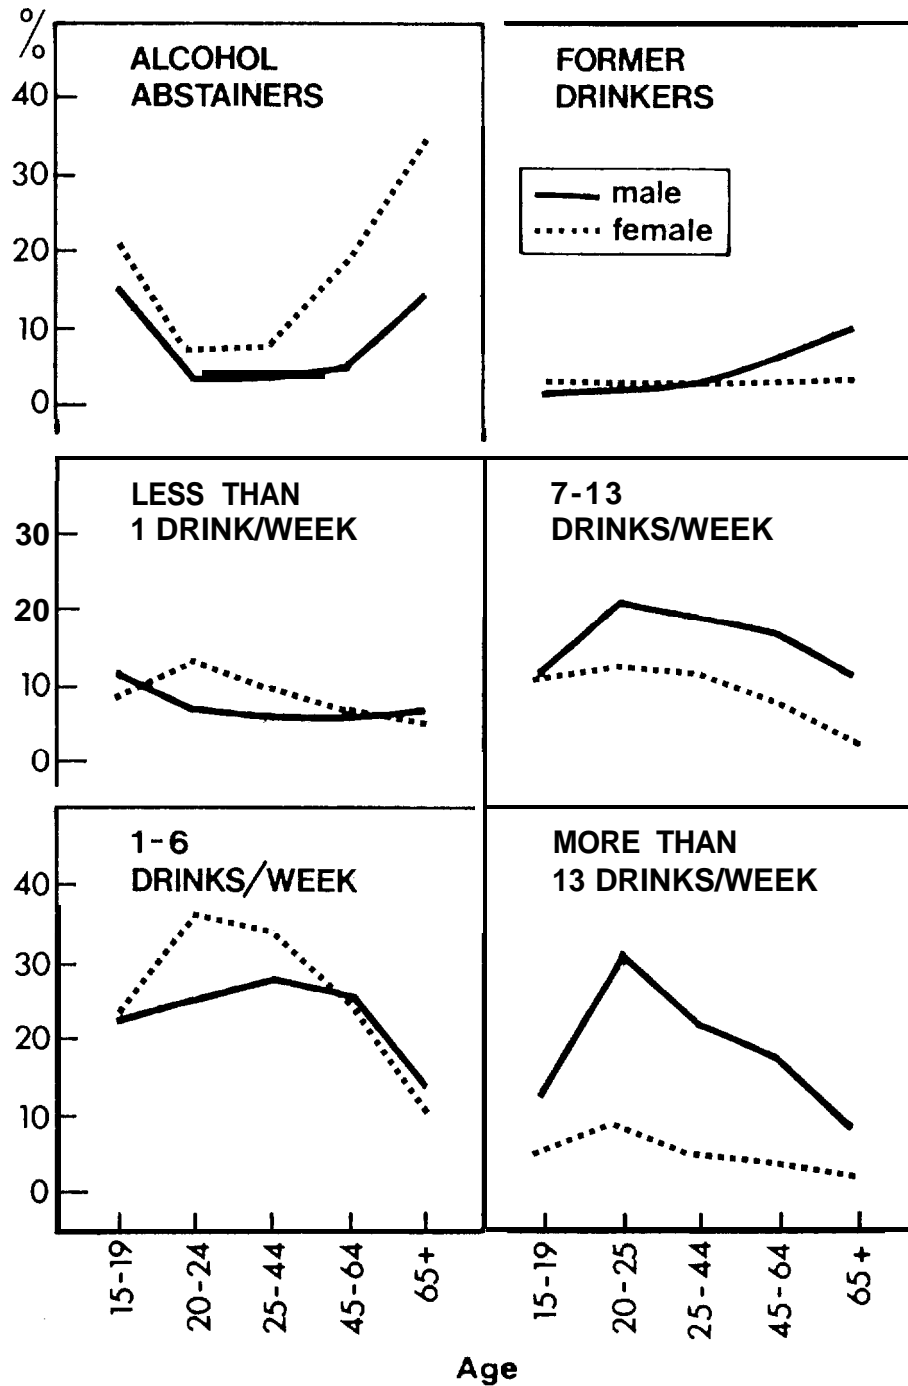 %
ALCOHOL
ABSTAINERS
40
30
20
10
0
FORMER
DRINKERS
male
female
LESS THAN
1 DRINK/WEEK
30
20
10
0
7-13
DRINKS/WEEK
1-6
DRINKS/WEEK
40
30
20
10
0
MORE THAN
13 DRINKS/WEEK
15-19
20-24
25-44
45-64
65+
15-19
20-25
25-44
45-64
65+
Age